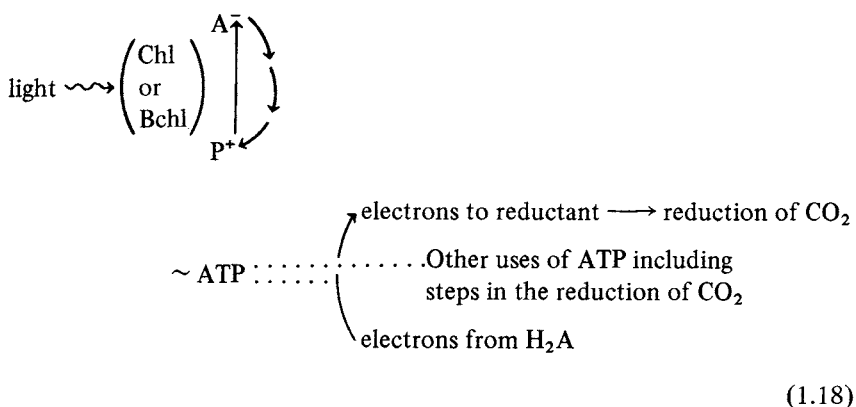 A⁻
light
Chl
or
Bchl
P⁺
electrons to reductant ⟶ reduction of CO₂
~ ATP : : : : : : . . . . . . . .Other uses of ATP including
steps in the reduction of CO₂
electrons from H₂A
(1.18)